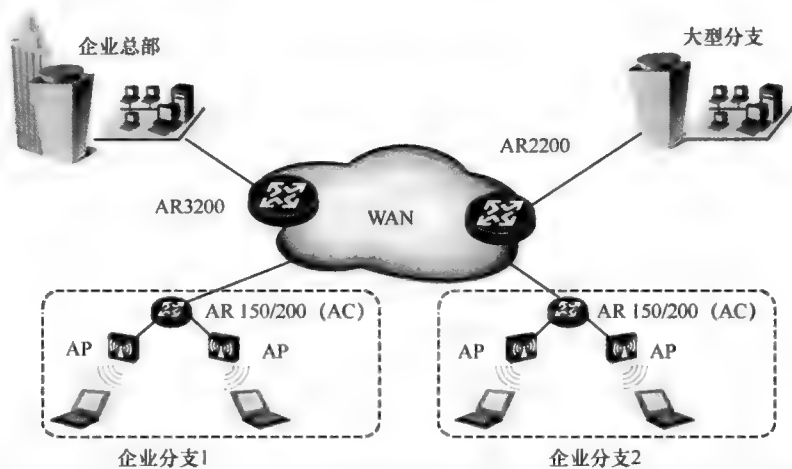 企业总部
大型分支
AR2200
AR3200
WAN
AR 150/200（AC）
AP
AP
企业分支1
AR 150/200（AC）
AP
AP
企业分支2